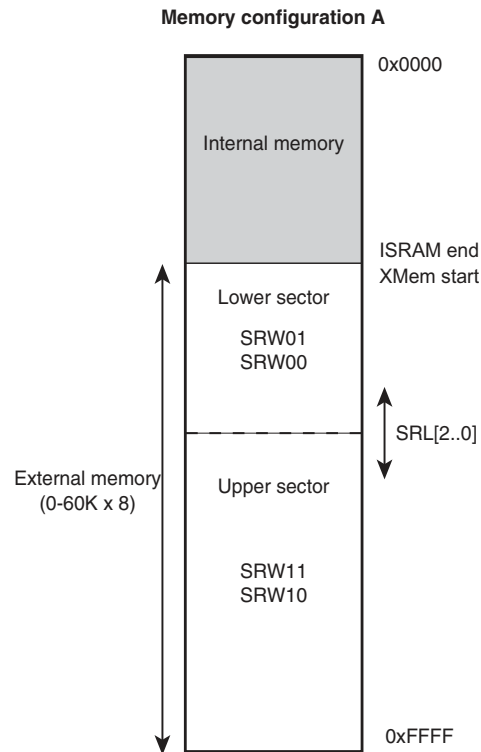 Memory configuration A
0x0000
Internal memory
ISRAM end
XMem start
Lower sector
SRW01
SRW00
SRL[2..0]
External memory
(0-60K x 8)
Upper sector
SRW11
SRW10
0xFFFF